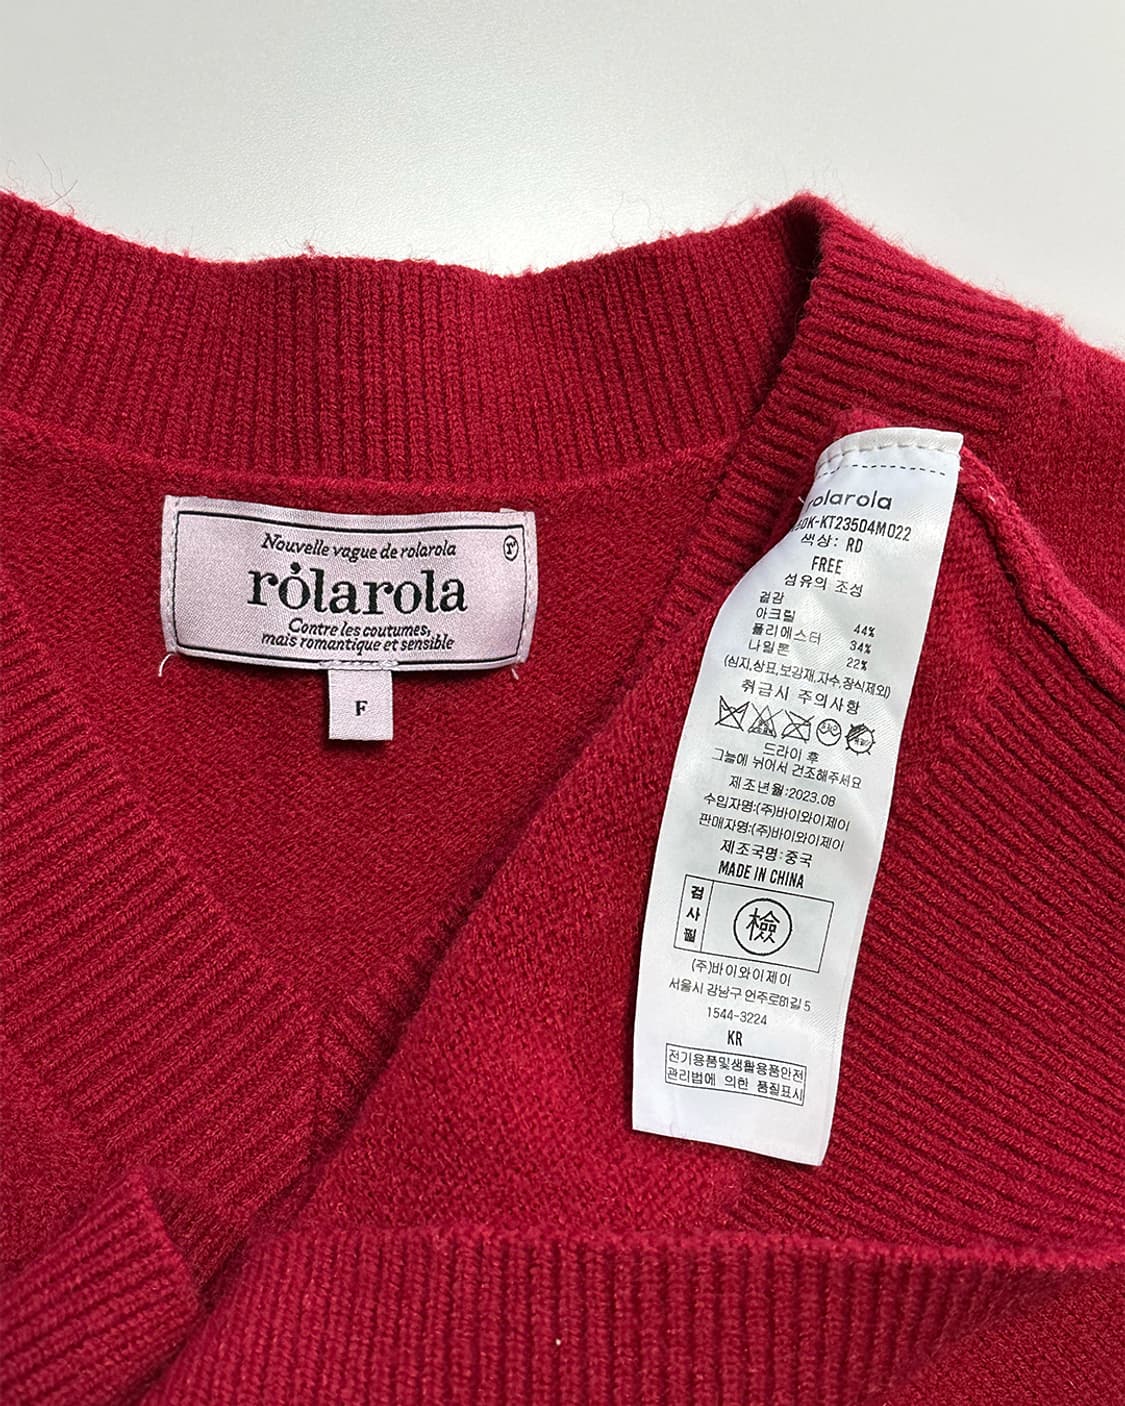 Nouvelle vague de rolarola
r
rolarola
Contre les coutumes,
mais romantique et sensible
F
rolarola
색상: RD
FREE
섬유의 조성
겉감
아크릴 44%
폴리에스터 34%
나일론 22%
(심지,상표,보강재,자수,장식제외)
취급시 주의사항
드라이 후
그늘에 뉘어서 건조해주세요
제조년월:2023.08
수입자명:(주)바이와이제이
판매자명:(주)바이와이제이
제조국명:중국
MADE IN CHINA
검사필
檢
(주)바이와이제이
서울시 강남구 언주로81길 5
1544-3224
KR
전기용품및생활용품안전
관리법에 의한 품질표시